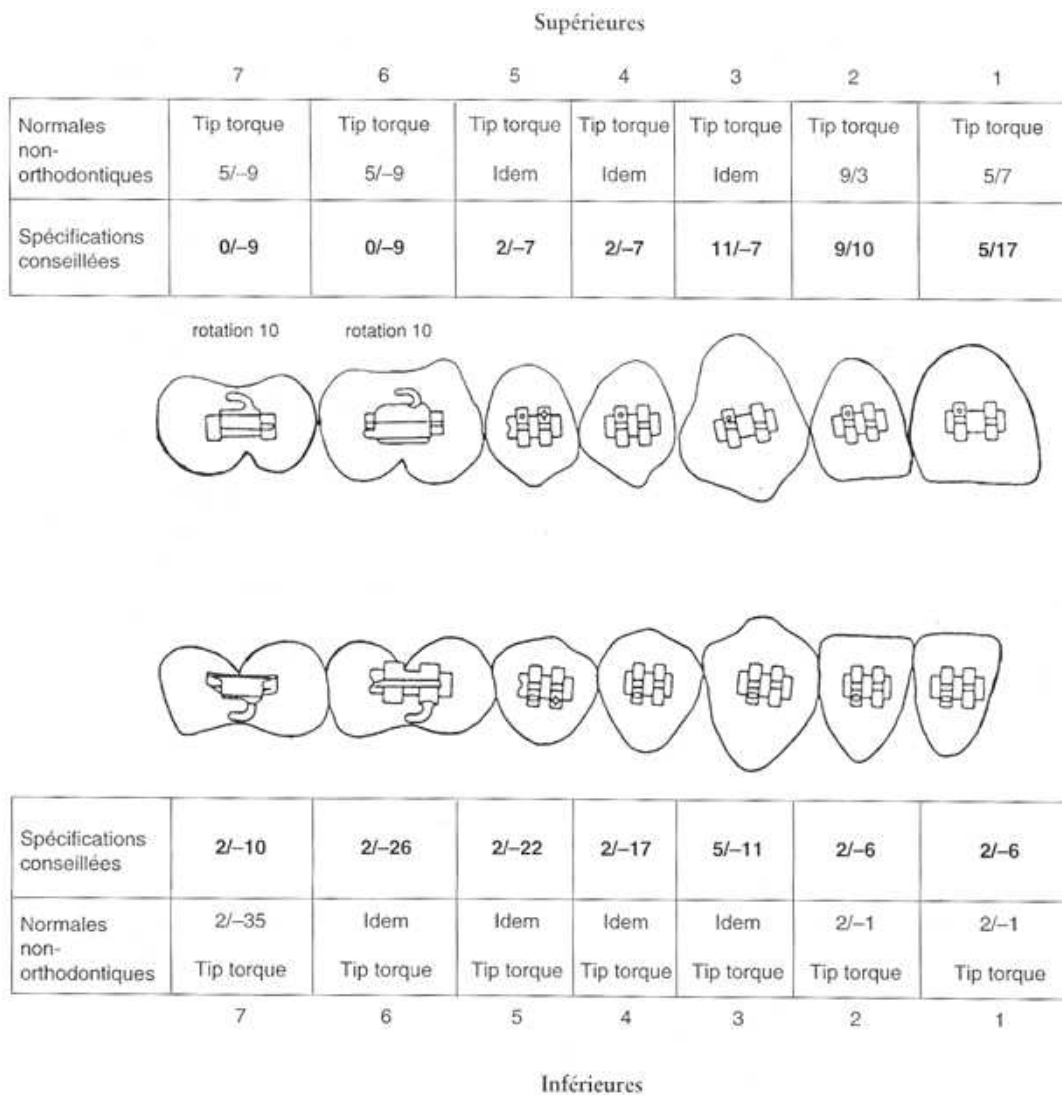 Supérieures
7 6 5 4 3 2 1
Normales non-orthodontiques
Tip torque Tip torque Tip torque Tip torque Tip torque Tip torque Tip torque
5/–9 5/–9 Idem Idem Idem 9/3 5/7
Spécifications conseillées
0/–9 0/–9 2/–7 2/–7 11/–7 9/10 5/17
rotation 10 rotation 10
Spécifications conseillées
2/–10 2/–26 2/–22 2/–17 5/–11 2/–6 2/–6
Normales non-orthodontiques
2/–35 Idem Idem Idem Idem 2/–1 2/–1
Tip torque Tip torque Tip torque Tip torque Tip torque Tip torque Tip torque
7 6 5 4 3 2 1
Inférieures